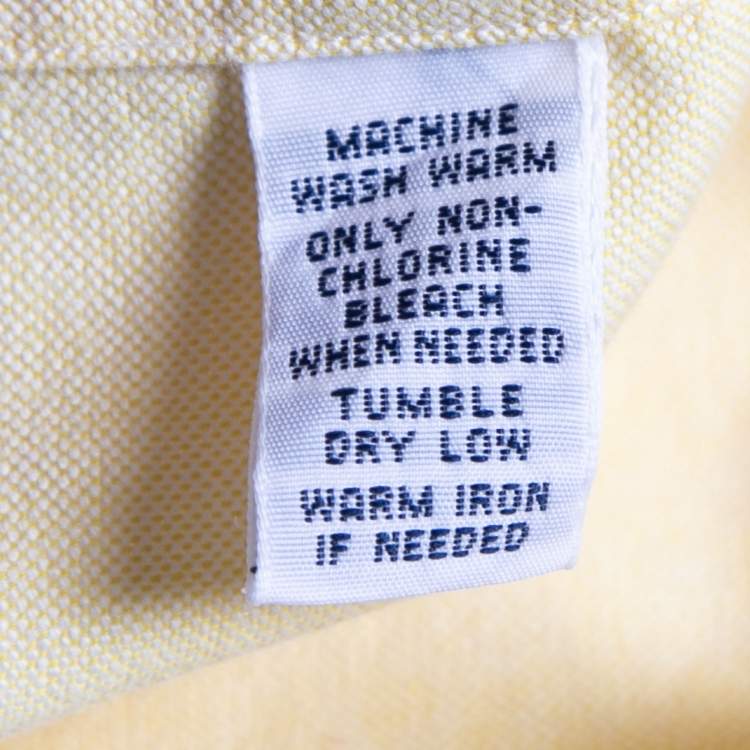 MACHINE
WASH WARM
ONLY NON-
CHLORINE
BLEACH
WHEN NEEDED
TUMBLE
DRY LOW
WARM IRON
IF NEEDED